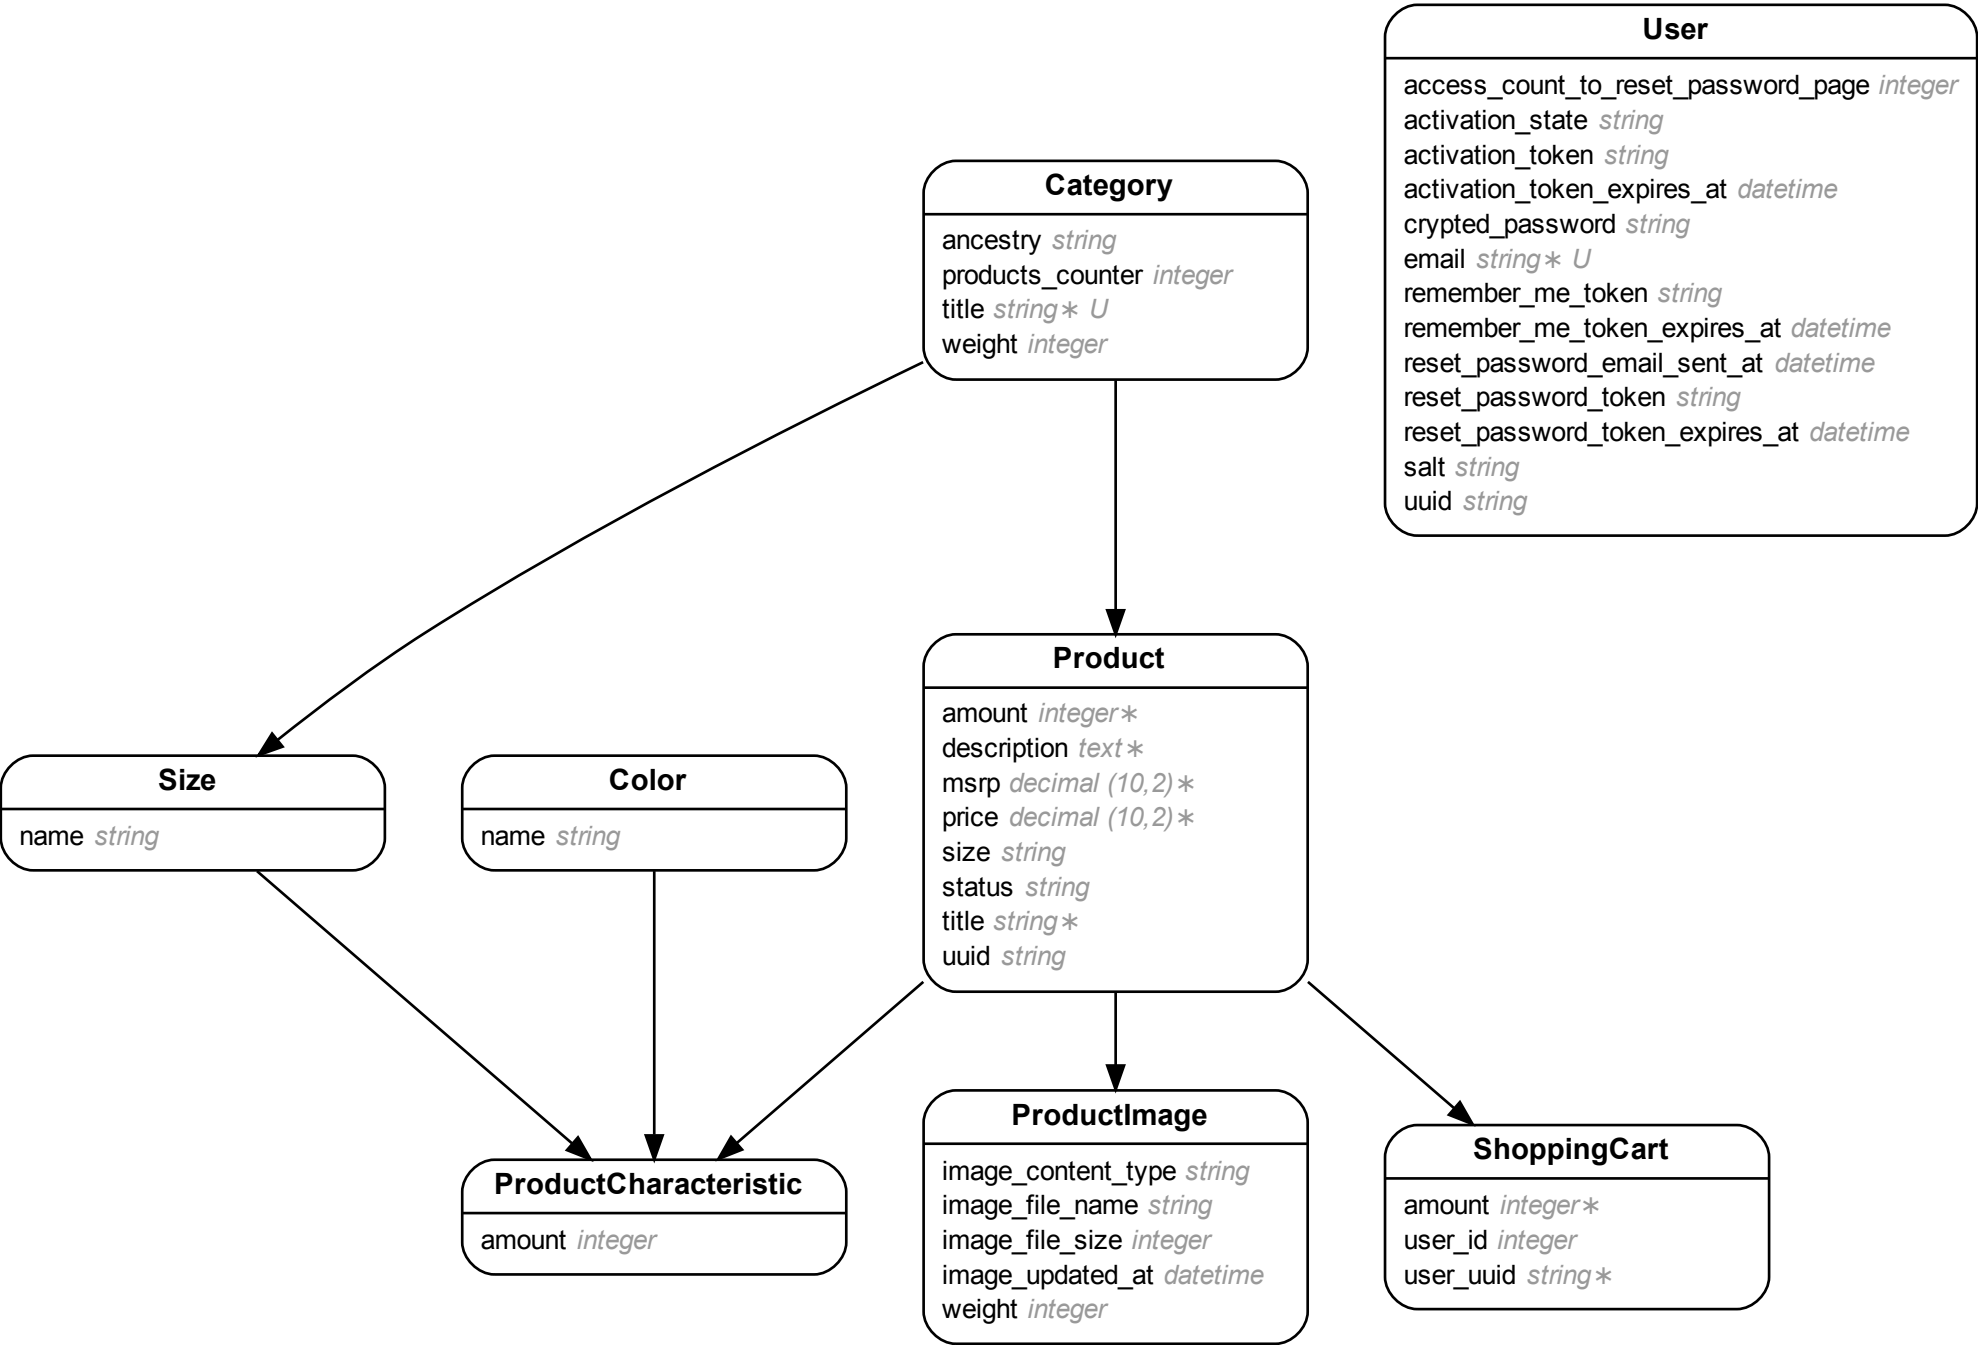 User
access_count_to_reset_password_page integer
activation_state string
activation_token string
activation_token_expires_at datetime
crypted_password string
email string∗ U
remember_me_token string
remember_me_token_expires_at datetime
reset_password_email_sent_at datetime
reset_password_token string
reset_password_token_expires_at datetime
salt string
uuid string
Category
ancestry string
products_counter integer
title string∗ U
weight integer
Product
amount integer∗
description text∗
msrp decimal (10,2)∗
price decimal (10,2)∗
size string
status string
title string∗
uuid string
Size
name string
Color
name string
ProductCharacteristic
amount integer
ProductImage
image_content_type string
image_file_name string
image_file_size integer
image_updated_at datetime
weight integer
ShoppingCart
amount integer∗
user_id integer
user_uuid string∗